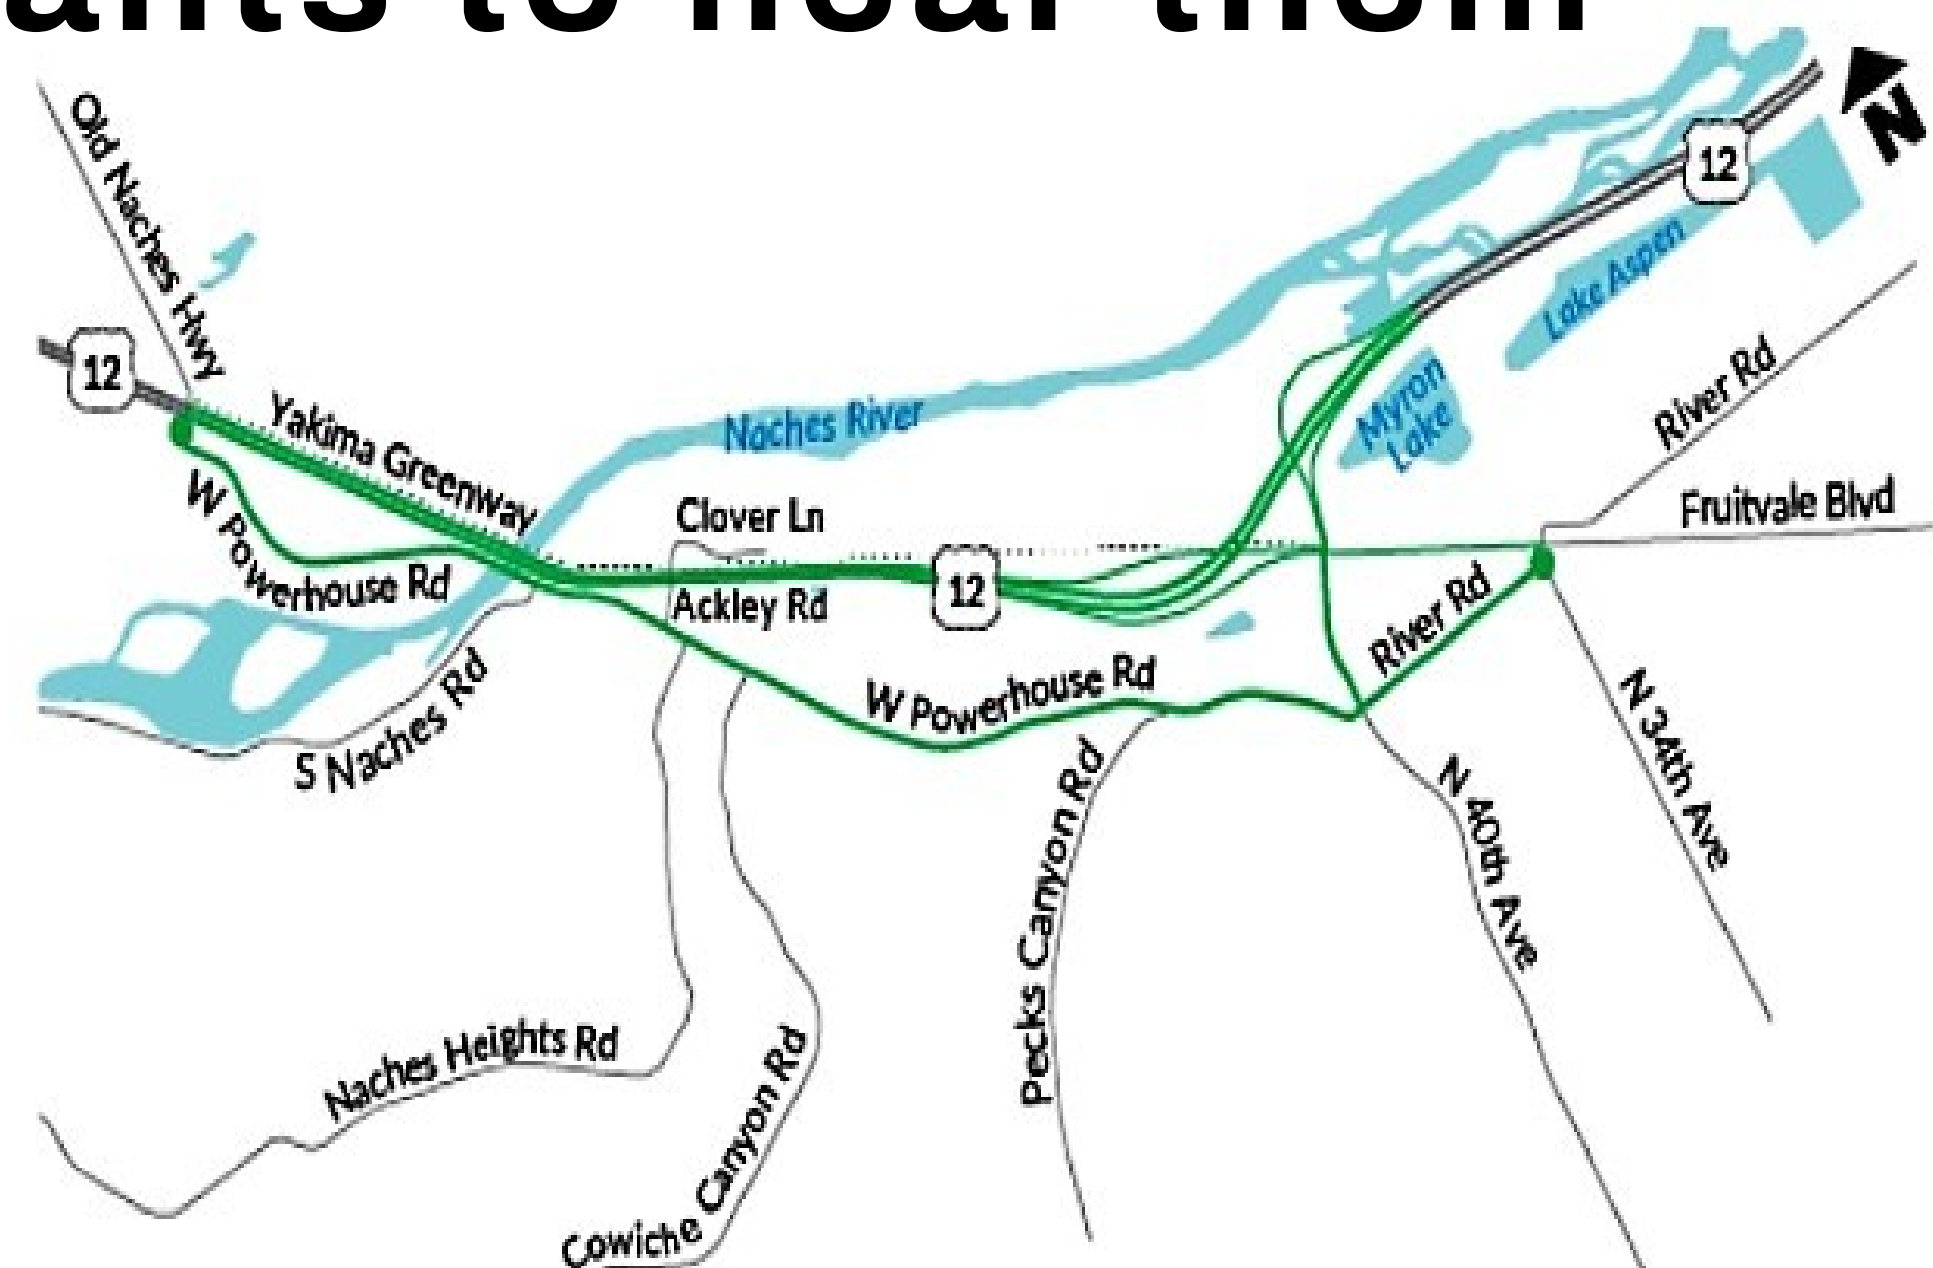 ants to hear them
N
Old Naches Hwy
12
12
Lake Aspen
River Rd
Myron
Lake
Yakima Greenway
Naches River
Fruitvale Blvd
W Powerhouse Rd
Clover Ln
12
Ackley Rd
River Rd
S Naches Rd
W Powerhouse Rd
N 34th Ave
Pecks Canyon Rd
N 40th Ave
Naches Heights Rd
Cowiche Canyon Rd